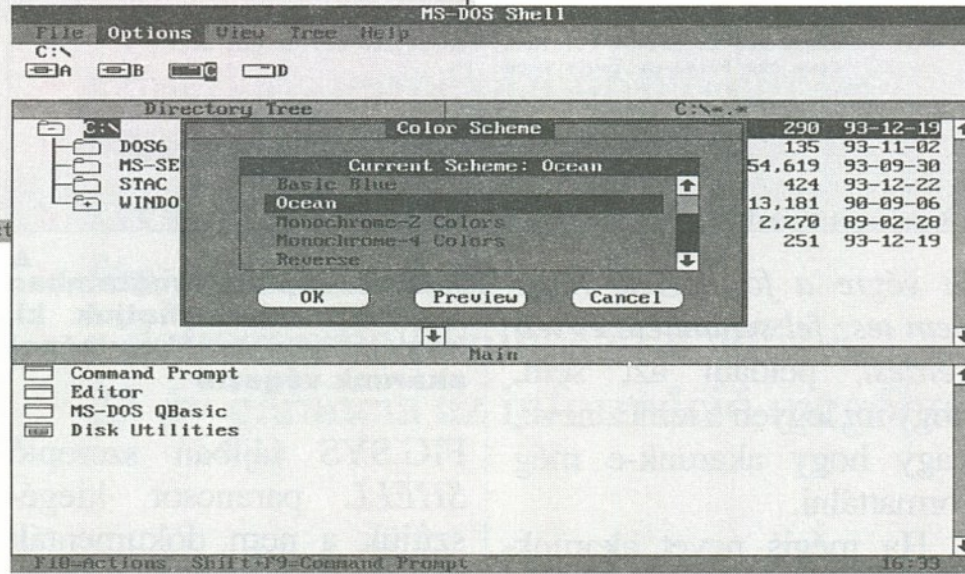 MS-DOS Shell
File Options View Tree Help
C:\
A B C D
Directory Tree C:\*.*
C:\ 290 93-12-19
DOS6 135 93-11-02
MS-SE 54,619 93-09-30
STAC 424 93-12-22
WINDO 13,181 90-09-06
2,270 89-02-28
251 93-12-19
Color Scheme
Current Scheme: Ocean
Basic Blue
Ocean
Monochrome-2 Colors
Monochrome-4 Colors
Reverse
OK Preview Cancel
Main
Command Prompt
Editor
MS-DOS QBasic
Disk Utilities
F10=Actions Shift+F9=Command Prompt 16:33